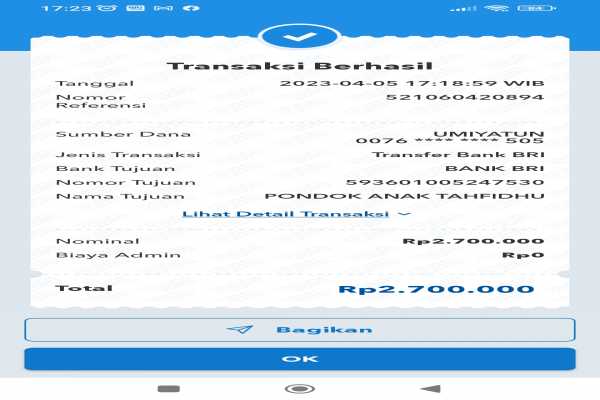 17:23
Transaksi Berhasil
Tanggal 2023-04-05 17:18:59 WIB
Nomor Referensi 521060420894
Sumber Dana UMIYATUN
0076 **** **** 505
Jenis Transaksi Transfer Bank BRI
Bank Tujuan BANK BRI
Nomor Tujuan 593601005247530
Nama Tujuan PONDOK ANAK TAHFIDHU
Lihat Detail Transaksi
Nominal Rp2.700.000
Biaya Admin Rp0
Total Rp2.700.000
Bagikan
OK